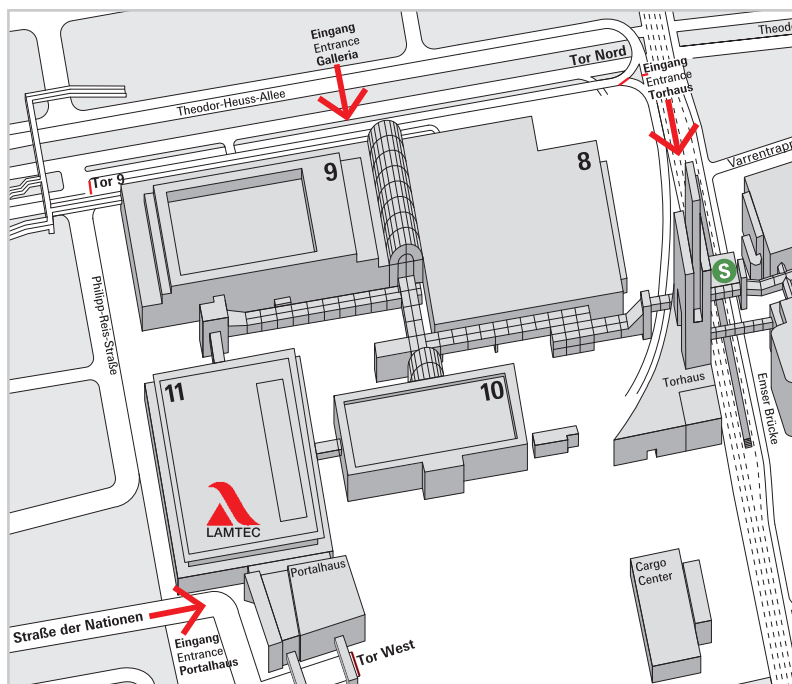 Eingang
Entrance
Galleria
Tor Nord
Theod
Eingang
Entrance
Torhaus
Theodor-Heuss-Allee
Varrentrapp
Tor 9
9
8
S
Philipp-Reis-Straße
Emser Brücke
Torhaus
11
10
LAMTEC
Portalhaus
Cargo
Center
Straße der Nationen
Eingang
Entrance
Portalhaus
Tor West